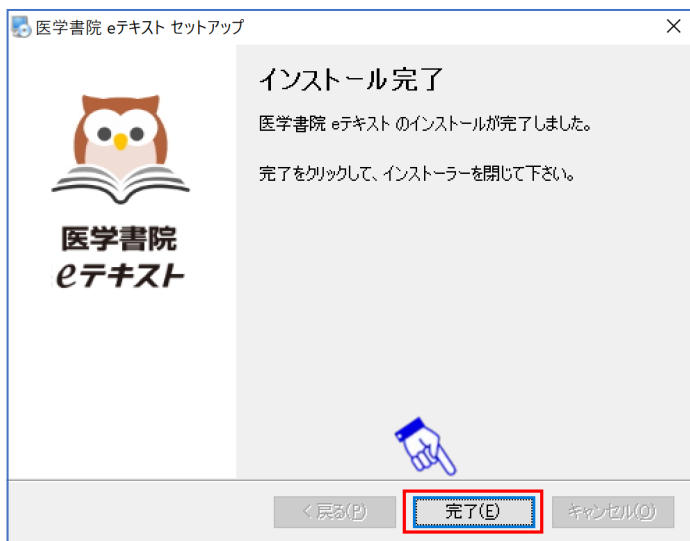 医学書院 eテキスト セットアップ
インストール完了
医学書院 eテキスト のインストールが完了しました。
完了をクリックして、インストーラーを閉じて下さい。
医学書院
eテキスト
< 戻る(P)
完了(E)
キャンセル(O)